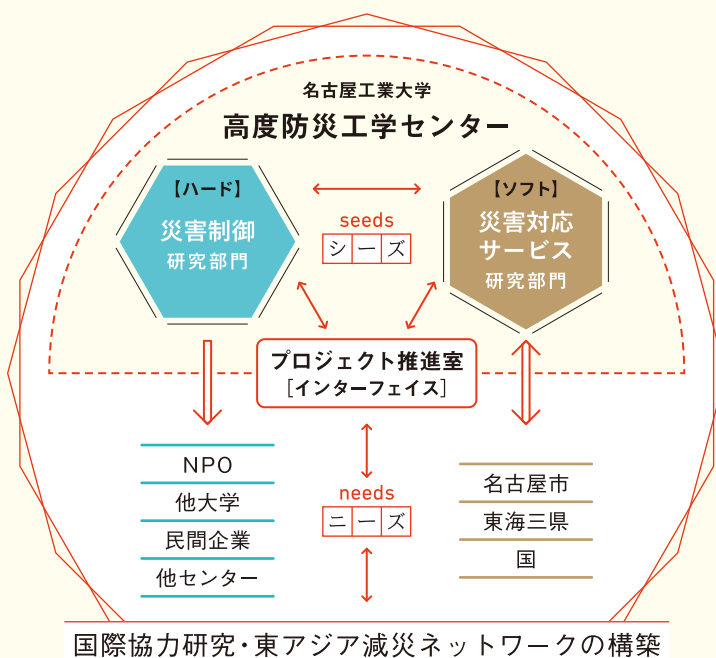 名古屋工業大学
高度防災工学センター
【ハード】
災害制御
研究部門
seeds
シーズ
【ソフト】
災害対応
サービス
研究部門
プロジェクト推進室
［インターフェイス］
NPO
他大学
民間企業
他センター
needs
ニーズ
名古屋市
東海三県
国
国際協力研究・東アジア減災ネットワークの構築